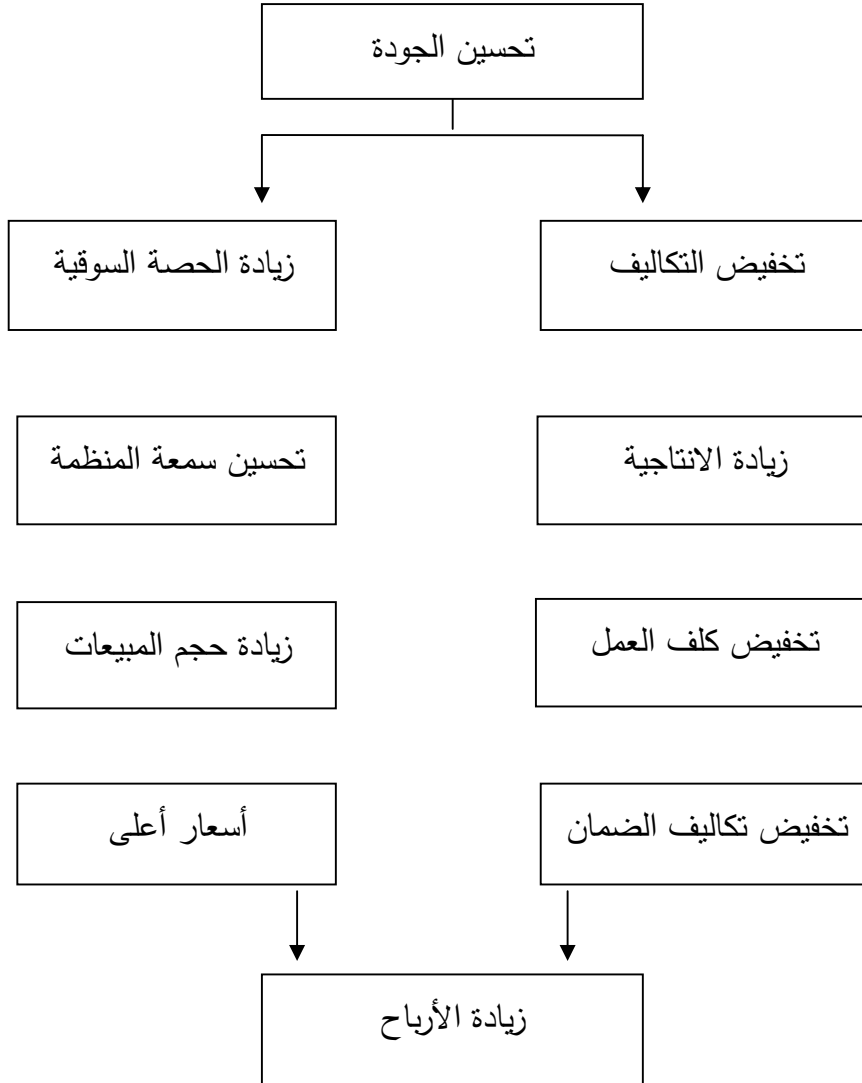 تحسين الجودة
تخفيض التكاليف
زيادة الحصة السوقية
زيادة الانتاجية
تحسين سمعة المنظمة
تخفيض كلف العمل
زيادة حجم المبيعات
تخفيض تكاليف الضمان
أسعار أعلى
زيادة الأرباح